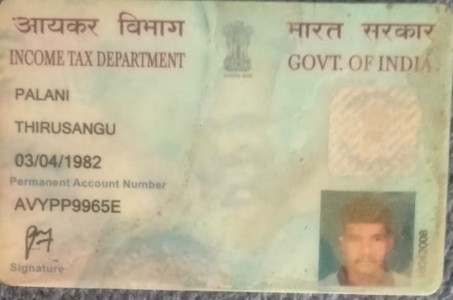 आयकर विभाग
INCOME TAX DEPARTMENT
भारत सरकार
GOVT. OF INDIA
PALANI
THIRUSANGU
03/04/1982
Permanent Account Number
AVYPP9965E
Signature